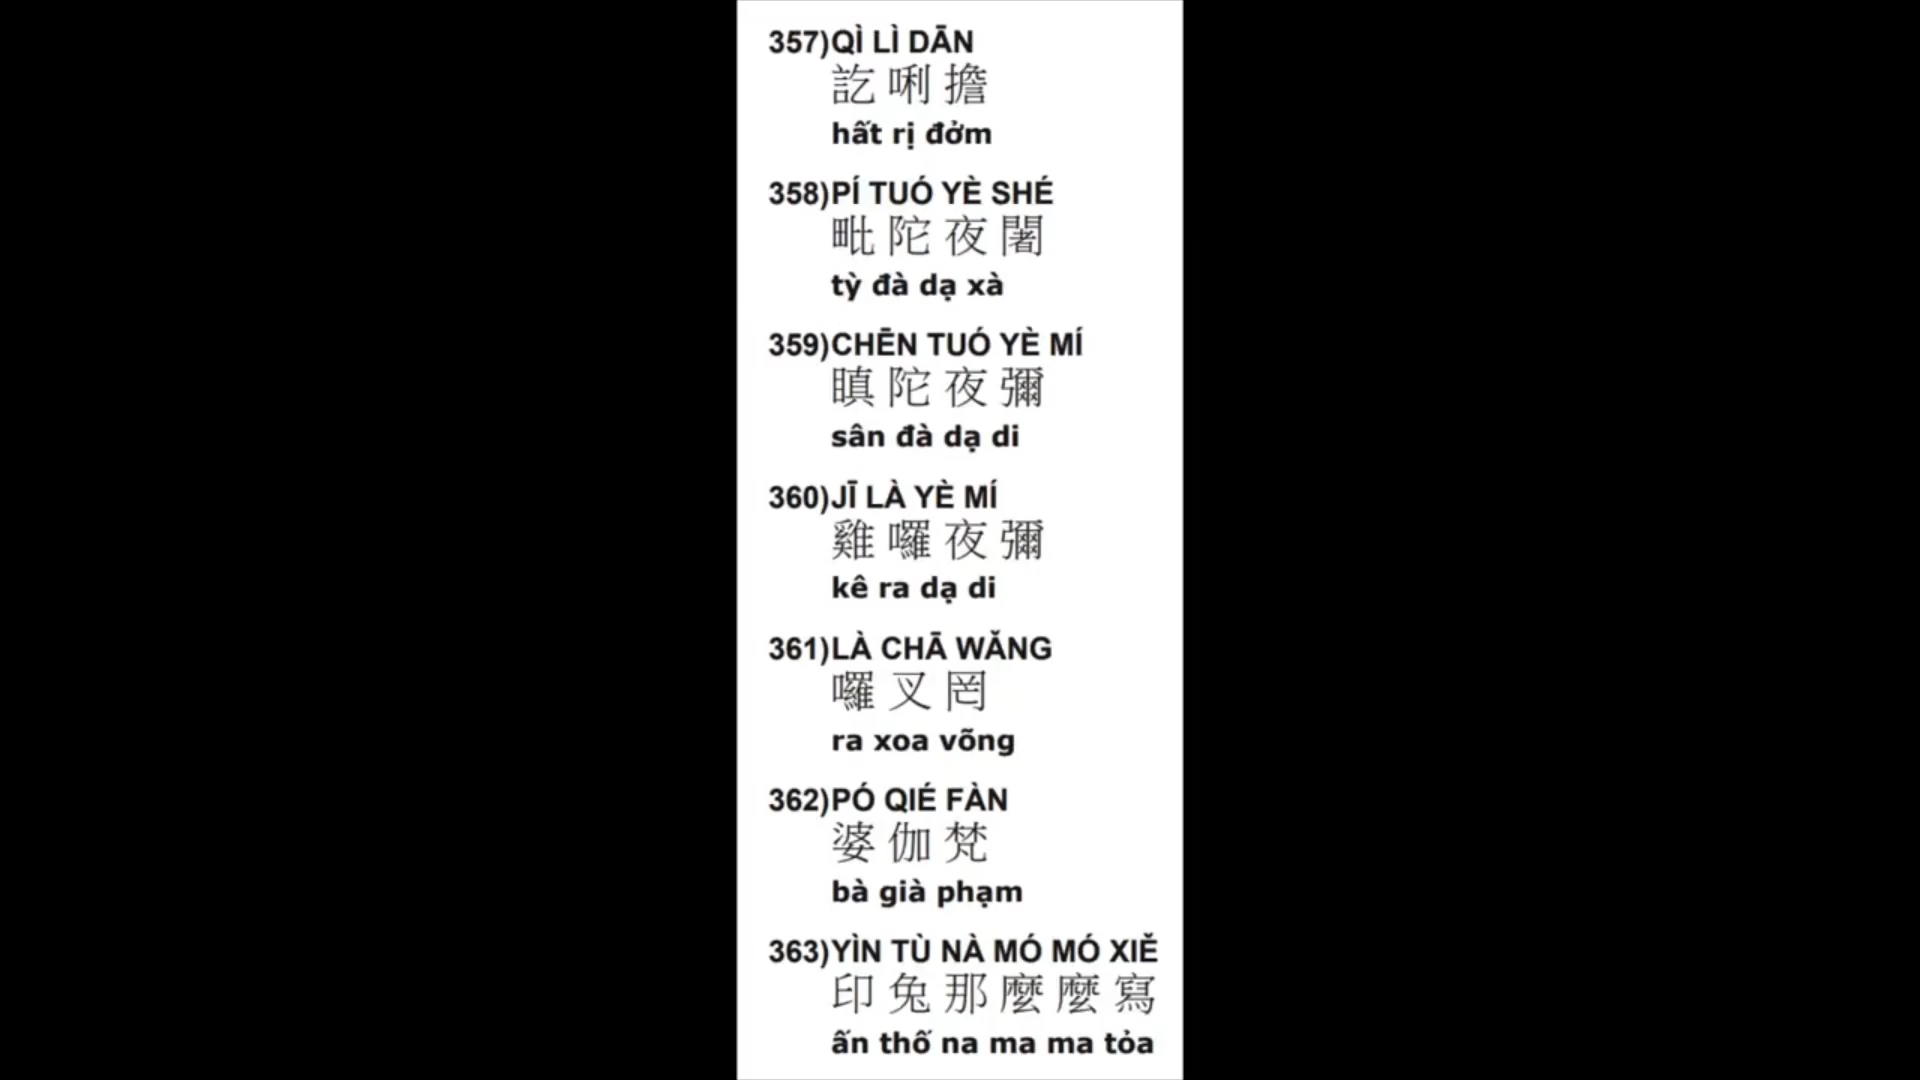 357)QÌ LÌ DĀN
訖唎擔
hất rị đởm
358)PÍ TUÓ YÈ SHÉ
毗陀夜闍
tỳ đà dạ xà
359)CHĒN TUÓ YÈ MÍ
瞋陀夜彌
sân đà dạ di
360)JĪ LÀ YÈ MÍ
雞囉夜彌
kê ra dạ di
361)LÀ CHĀ WǍNG
囉叉罔
ra xoa võng
362)PÓ QIÉ FÀN
婆伽梵
bà già phạm
363)YÌN TÙ NÀ MÓ MÓ XIĚ
印兔那麼麼寫
ấn thố na ma ma tỏa